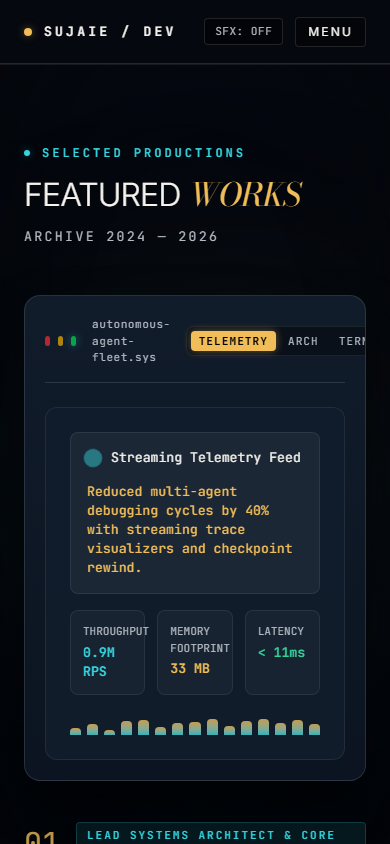 SUJAIE / DEV
SFX: OFF
MENU
SELECTED PRODUCTIONS
FEATURED WORKS
ARCHIVE 2024 — 2026
autonomous-
agent-
fleet.sys
TELEMETRY
ARCH
Streaming Telemetry Feed
Reduced multi-agent
debugging cycles by 40%
with streaming trace
visualizers and checkpoint
rewind.
THROUGHPUT
0.9M
RPS
MEMORY
FOOTPRINT
33 MB
LATENCY
< 11ms
01
LEAD SYSTEMS ARCHITECT & CORE